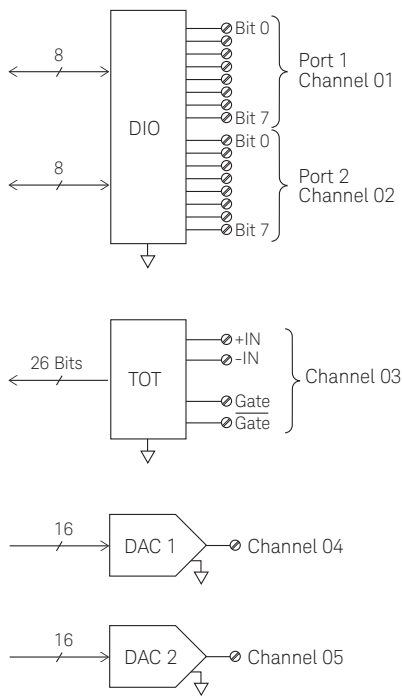 8
DIO
Bit 0
Bit 7
Port 1
Channel 01
8
Bit 0
Bit 7
Port 2
Channel 02
26 Bits
TOT
+IN
-IN
Gate
Gate
Channel 03
16
DAC 1
Channel 04
16
DAC 2
Channel 05